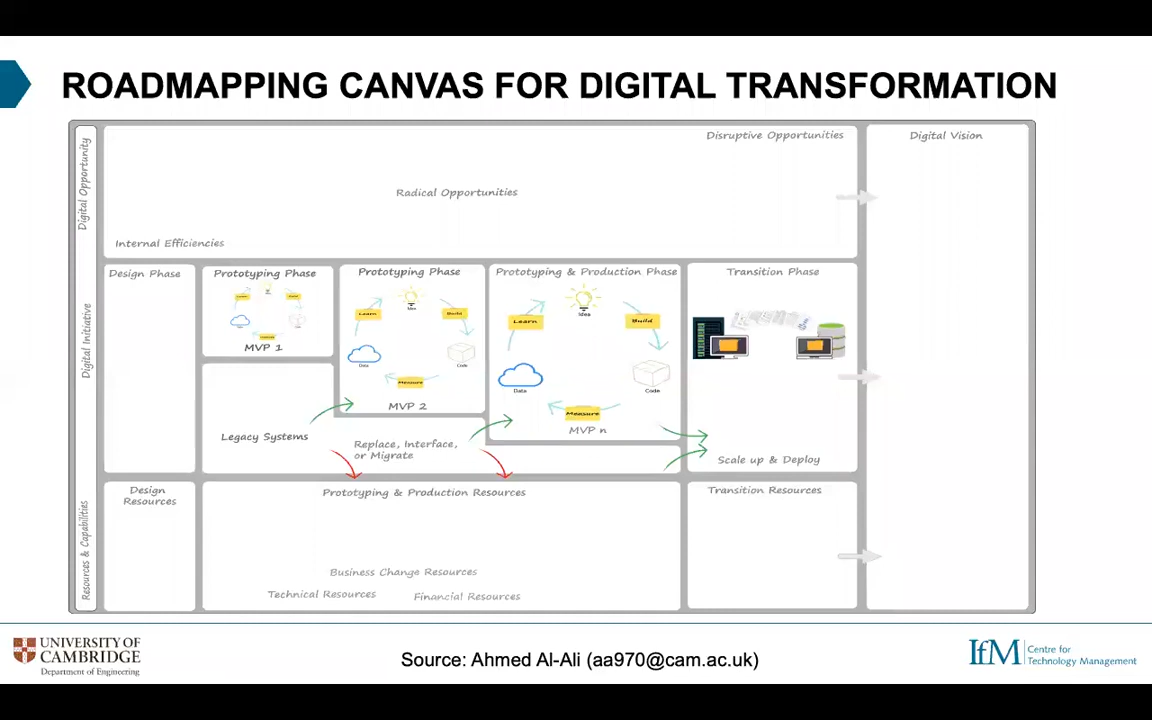 ROADMAPPING CANVAS FOR DIGITAL TRANSFORMATION
Digital Opportunity
Disruptive Opportunities
Radical Opportunities
Internal Efficiencies
Digital Vision
Digital Initiative
Design Phase
Prototyping Phase
MVP 1
Prototyping Phase
Idea
Learn
Build
Data
Code
Measure
MVP 2
Prototyping & Production Phase
Idea
Learn
Build
Data
Code
Measure
MVP n
Transition Phase
Scale up & Deploy
Legacy Systems
Replace, Interface,
or Migrate
Resources & Capabilities
Design
Resources
Prototyping & Production Resources
Business Change Resources
Technical Resources
Financial Resources
Transition Resources
UNIVERSITY OF
CAMBRIDGE
Department of Engineering
Source: Ahmed Al-Ali (aa970@cam.ac.uk)
IfM
Centre for
Technology Management